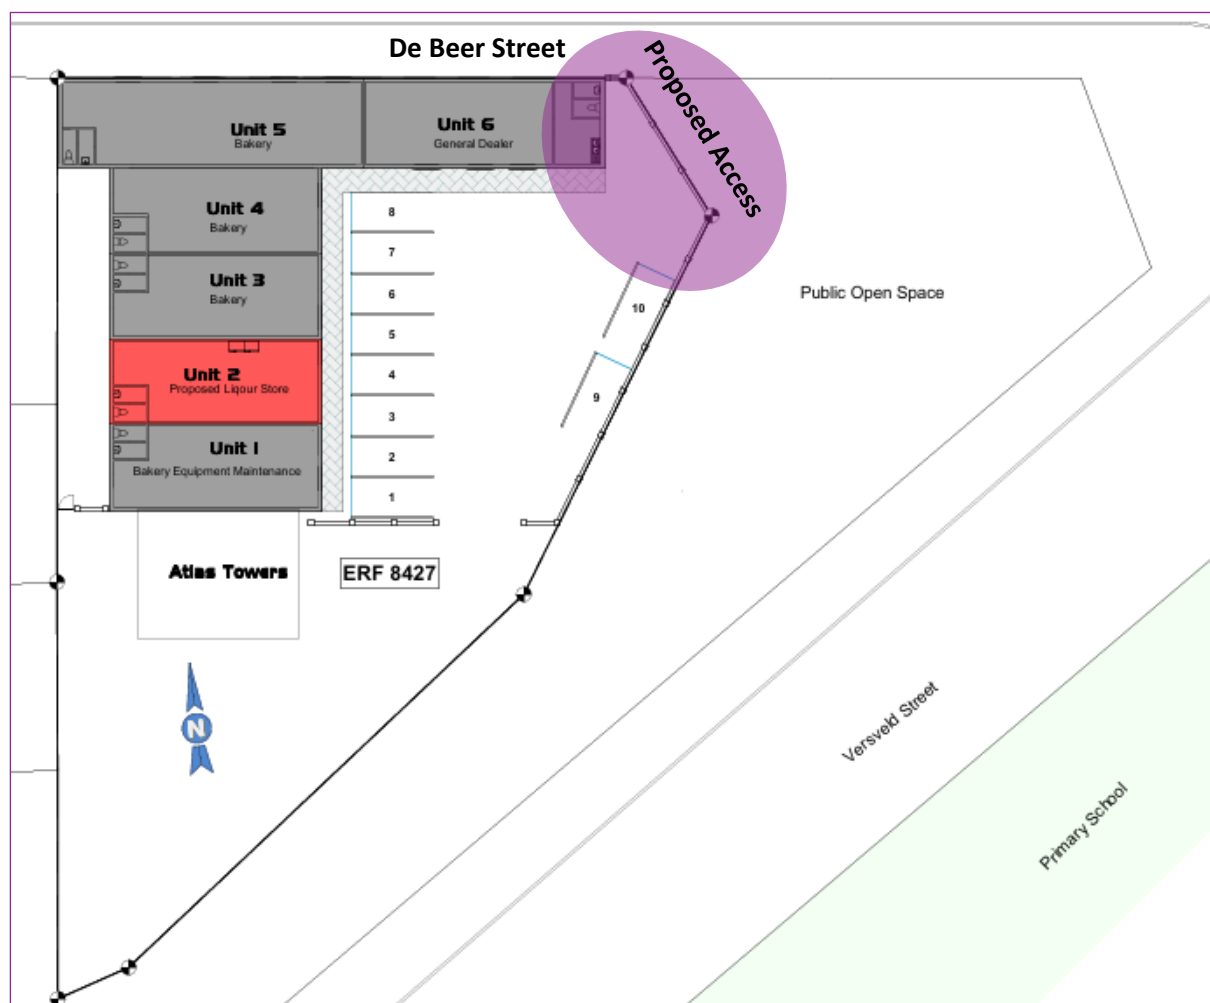 De Beer Street
Proposed Access
Unit 5
Bakery
Unit 6
General Dealer
Unit 4
Bakery
Unit 3
Bakery
Unit 2
Proposed Liqour Store
Unit 1
Bakery Equipment Maintenance
8
7
6
5
4
3
2
1
10
9
Public Open Space
Atlas Towers
ERF 8427
N
Versveld Street
Primary School